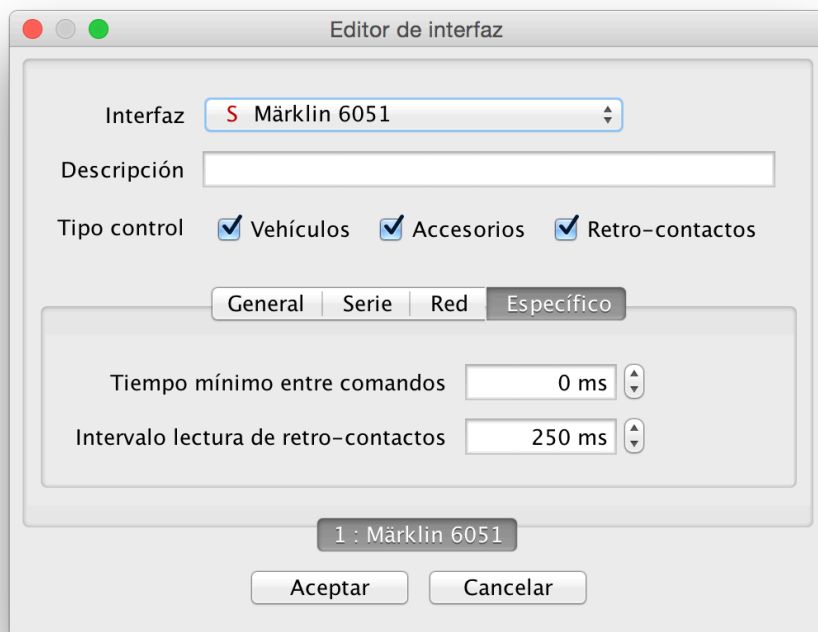 Editor de interfaz
Interfaz S Märklin 6051
Descripción
Tipo control Vehículos Accesorios Retro-contactos
General Serie Red Específico
Tiempo mínimo entre comandos 0 ms
Intervalo lectura de retro-contactos 250 ms
1 : Märklin 6051
Aceptar Cancelar